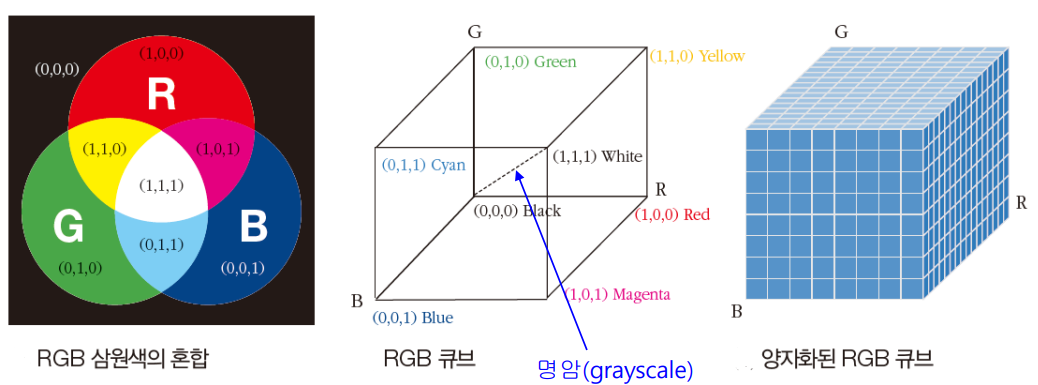 (1,0,0)
(0,0,0)
R
(1,1,0)
(1,0,1)
(1,1,1)
G
B
(0,1,1)
(0,1,0)
(0,0,1)
RGB 삼원색의 혼합
G
(0,1,0) Green
(1,1,0) Yellow
(0,1,1) Cyan
(1,1,1) White
R
(0,0,0) Black
(1,0,0) Red
B
(1,0,1) Magenta
(0,0,1) Blue
RGB 큐브
명암(grayscale)
G
R
B
양자화된 RGB 큐브